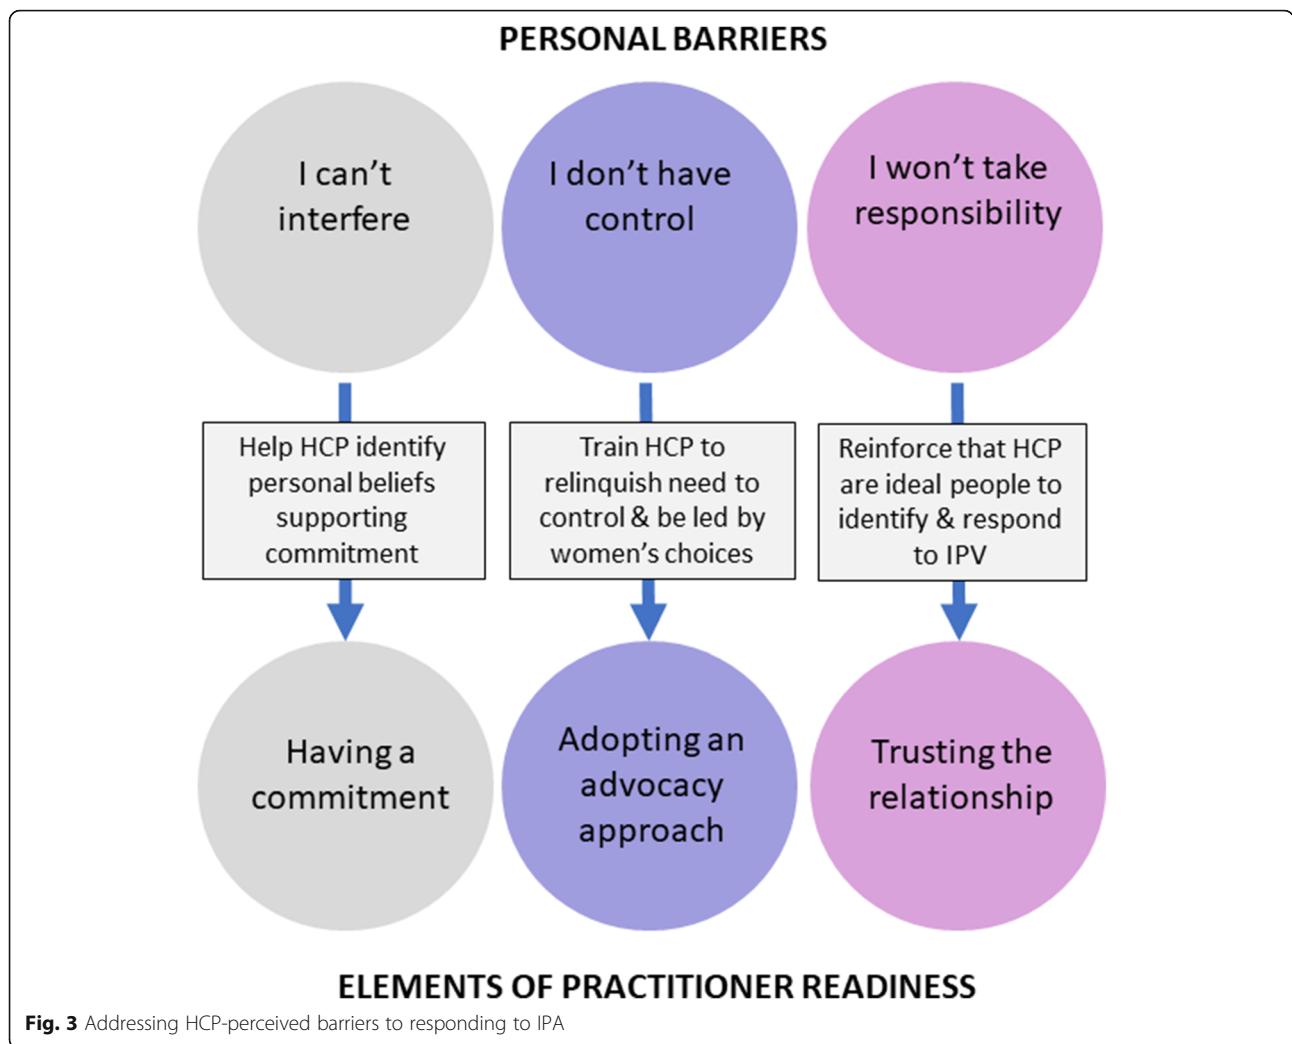 PERSONAL BARRIERS
I can’t
interfere
I don’t have
control
I won’t take
responsibility
Help HCP identify
personal beliefs
supporting
commitment
Train HCP to
relinquish need to
control & be led by
women’s choices
Reinforce that HCP
are ideal people to
identify & respond
to IPV
Having a
commitment
Adopting an
advocacy
approach
Trusting the
relationship
ELEMENTS OF PRACTITIONER READINESS
Fig. 3 Addressing HCP-perceived barriers to responding to IPA